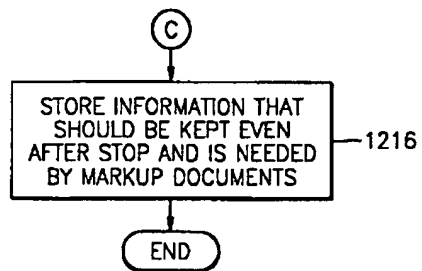 C
STORE INFORMATION THAT
SHOULD BE KEPT EVEN
AFTER STOP AND IS NEEDED
BY MARKUP DOCUMENTS
1216
END